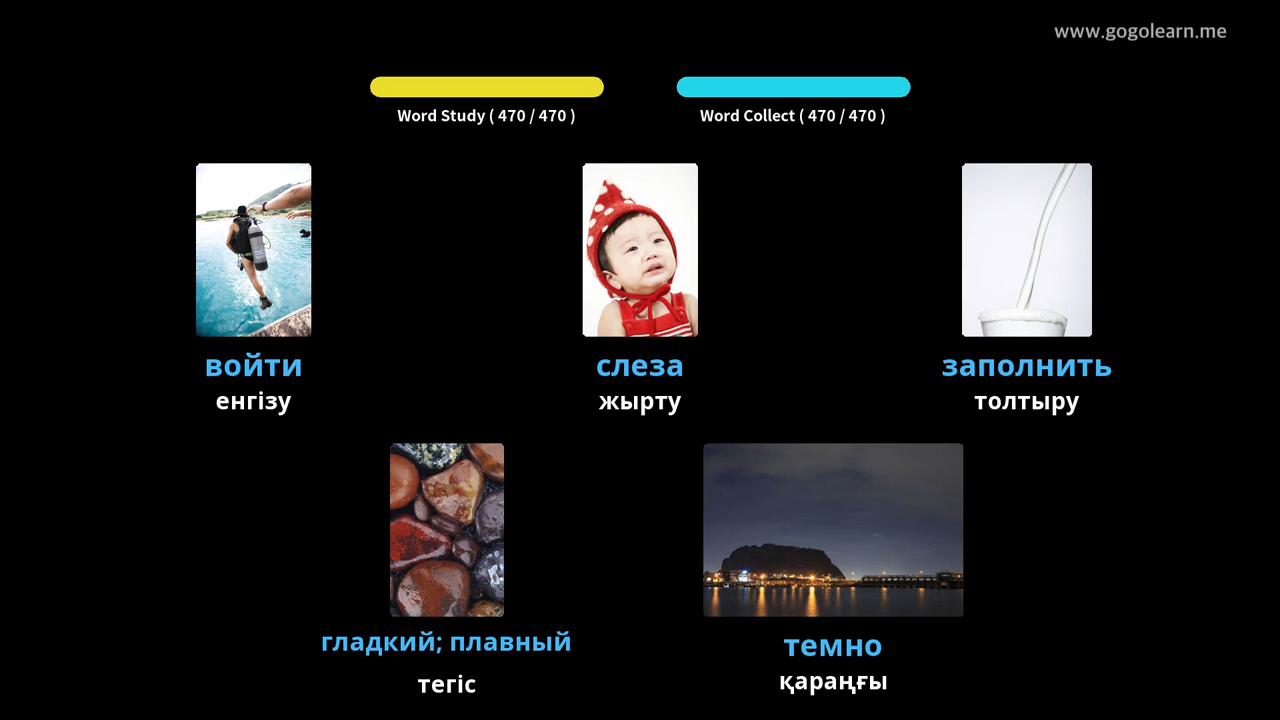 www.gogolearn.me
Word Study ( 470 / 470 )
Word Collect ( 470 / 470 )
войти
енгізу
слеза
жырту
заполнить
толтыру
гладкий; плавный
тегіс
темно
қараңғы